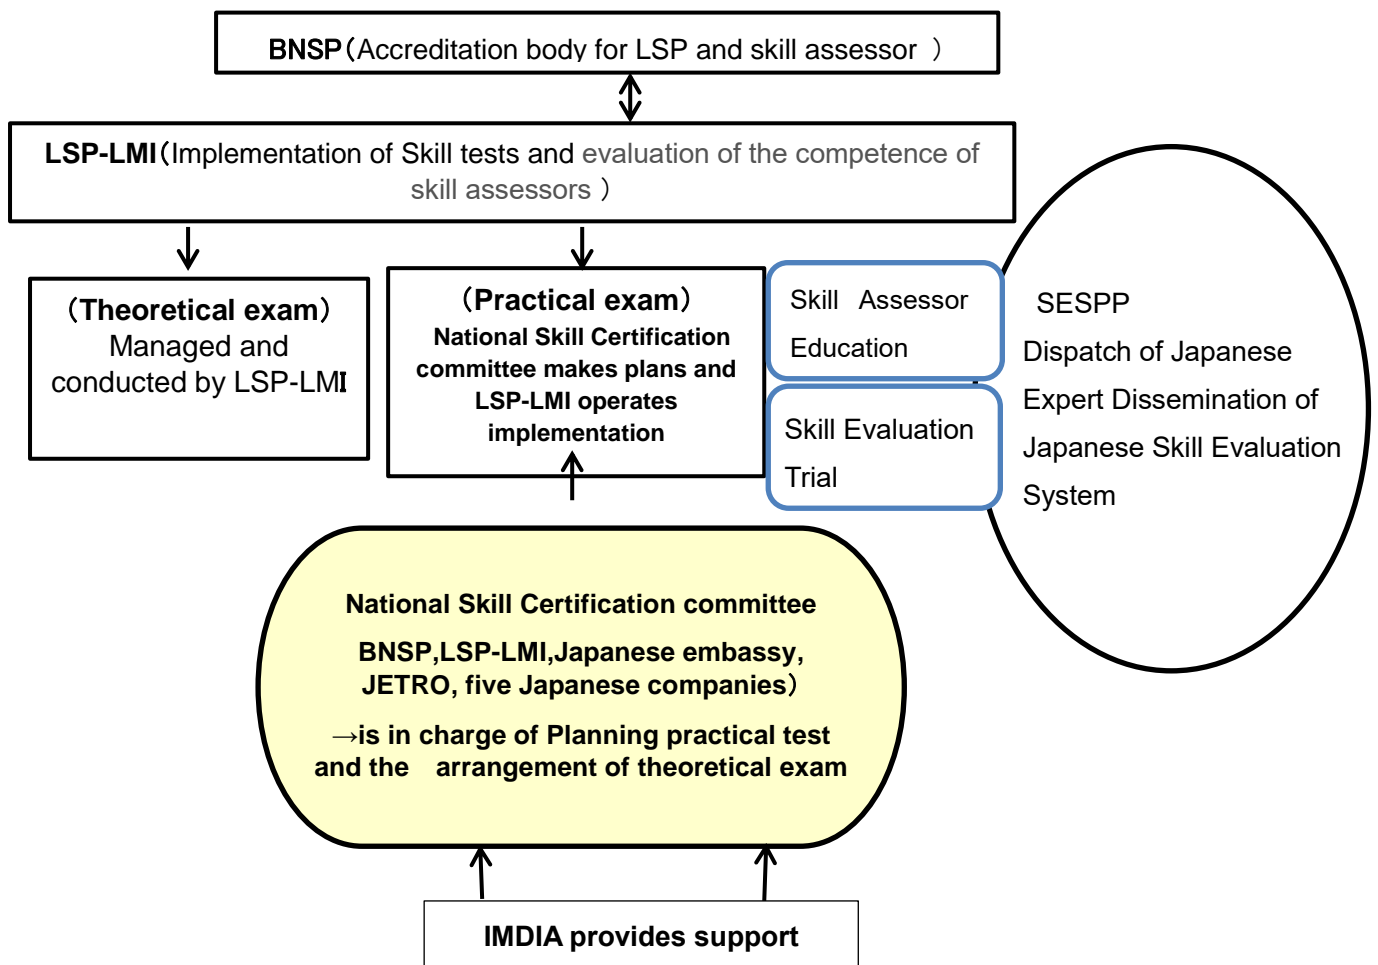 BNSP（Accreditation body for LSP and skill assessor ）
LSP-LMI（Implementation of Skill tests and evaluation of the competence of
skill assessors ）
（Theoretical exam）
Managed and
conducted by LSP-LMI
（Practical exam）
National Skill Certification
committee makes plans and
LSP-LMI operates
implementation
Skill Assessor
Education
Skill Evaluation
Trial
SESPP
Dispatch of Japanese
Expert Dissemination of
Japanese Skill Evaluation
System
National Skill Certification committee
BNSP,LSP-LMI,Japanese embassy,
JETRO, five Japanese companies）
→is in charge of Planning practical test
and the arrangement of theoretical exam
IMDIA provides support